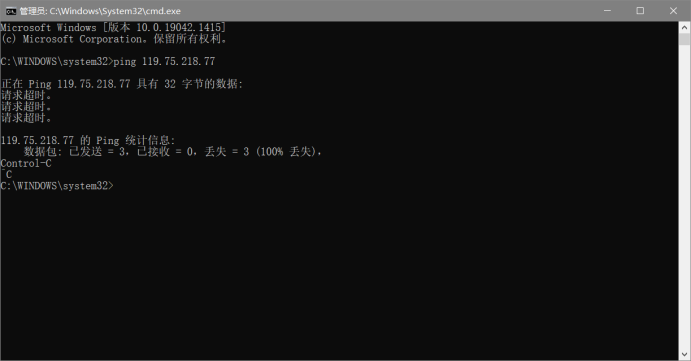 管理员: C:\Windows\System32\cmd.exe
Microsoft Windows [版本 10.0.19042.1415]
(c) Microsoft Corporation。保留所有权利。
C:\WINDOWS\system32>ping 119.75.218.77
正在 Ping 119.75.218.77 具有 32 字节的数据:
请求超时。
请求超时。
请求超时。
119.75.218.77 的 Ping 统计信息:
数据包: 已发送 = 3，已接收 = 0，丢失 = 3 (100% 丢失)，
Control-C
^C
C:\WINDOWS\system32>